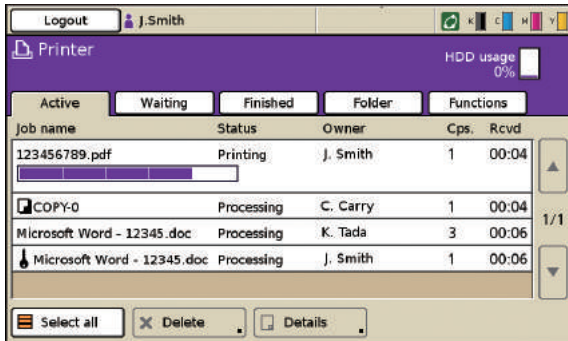 Logout J.Smith K C M Y
Printer
HDD usage
0%
Active Waiting Finished Folder Functions
Job name Status Owner Cps. Rcvd
123456789.pdf Printing J. Smith 1 00:04
COPY-0 Processing C. Carry 1 00:04
1/1
Microsoft Word - 12345.doc Processing K. Tada 3 00:06
Microsoft Word - 12345.doc Processing J. Smith 1 00:06
Select all Delete Details